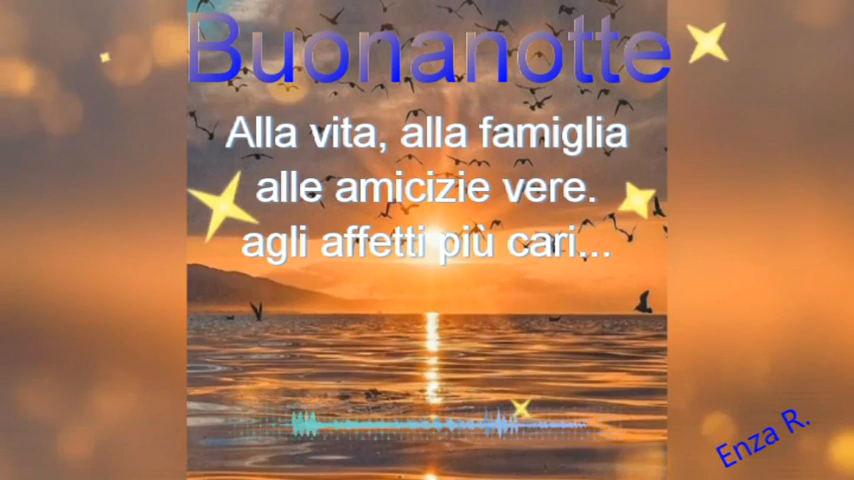 Buonanotte
Alla vita, alla famiglia
alle amicizie vere.
agli affetti più cari...
Enza R.